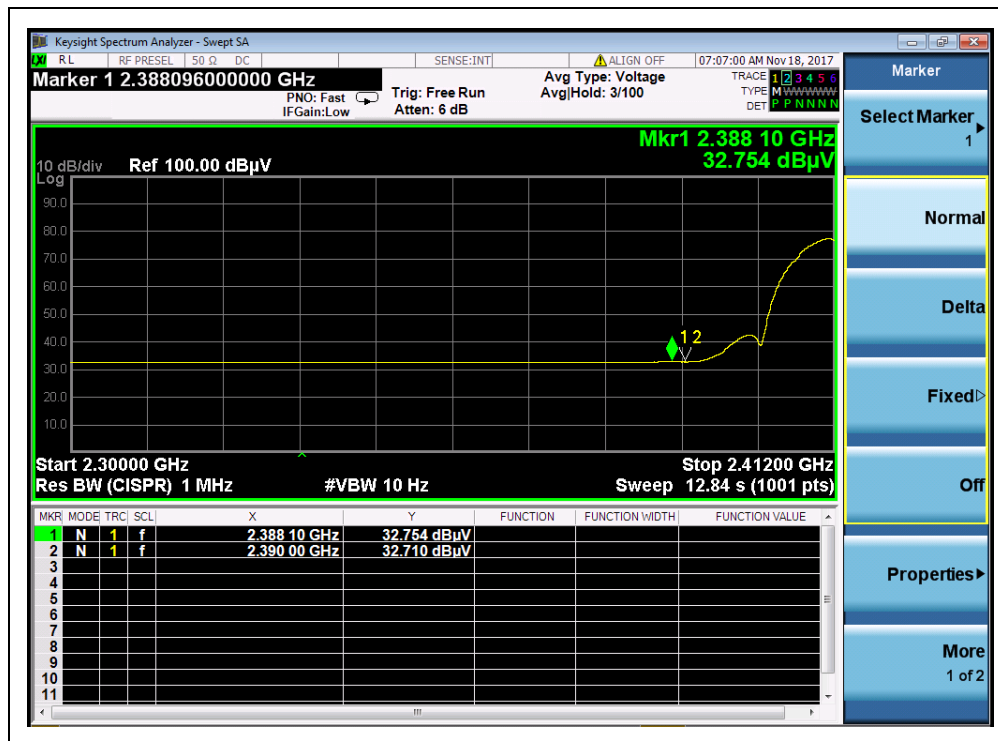 Keysight Spectrum Analyzer - Swept SA
LXI RL RF PRESEL 50 Ω DC SENSE:INT ALIGN OFF 07:07:00 AM Nov 18, 2017
Marker 1 2.388096000000 GHz
PNO: Fast
IFGain:Low
Trig: Free Run
Atten: 6 dB
Avg Type: Voltage
Avg|Hold: 3/100
TRACE 1 2 3 4 5 6
TYPE M W W W W W
DET P P N N N N
Mkr1 2.388 10 GHz
32.754 dBµV
10 dB/div Ref 100.00 dBµV
Log
90.0
80.0
70.0
60.0
50.0
40.0
30.0
20.0
10.0
1 2
Start 2.30000 GHz Stop 2.41200 GHz
Res BW (CISPR) 1 MHz #VBW 10 Hz Sweep 12.84 s (1001 pts)
MKR MODE TRC SCL X Y FUNCTION FUNCTION WIDTH FUNCTION VALUE
1 N 1 f 2.388 10 GHz 32.754 dBµV
2 N 1 f 2.390 00 GHz 32.710 dBµV
3
4
5
6
7
8
9
10
11
Marker
Select Marker
1
Normal
Delta
Fixed
Off
Properties
More
1 of 2